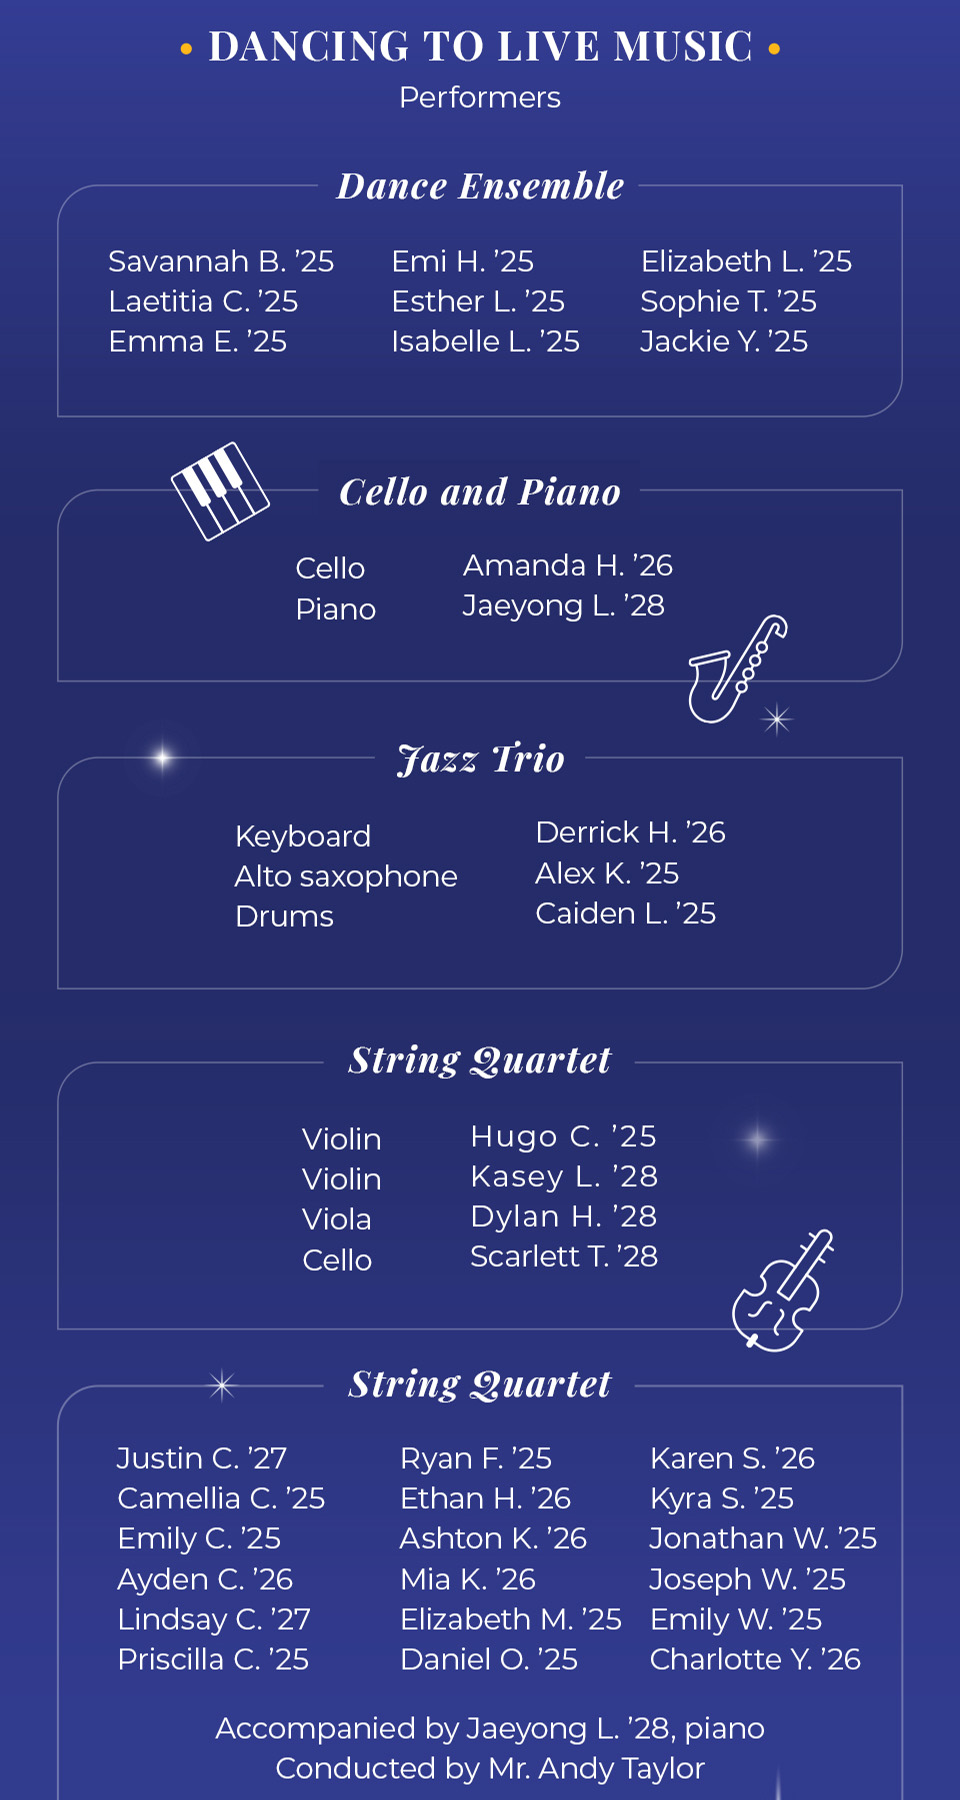 • DANCING TO LIVE MUSIC •
Performers
Dance Ensemble
Savannah B. ’25 Emi H. ’25 Elizabeth L. ’25
Laetitia C. ’25 Esther L. ’25 Sophie T. ’25
Emma E. ’25 Isabelle L. ’25 Jackie Y. ’25
Cello and Piano
Cello Amanda H. ’26
Piano Jaeyong L. ’28
Jazz Trio
Keyboard Derrick H. ’26
Alto saxophone Alex K. ’25
Drums Caiden L. ’25
String Quartet
Violin Hugo C. ’25
Violin Kasey L. ’28
Viola Dylan H. ’28
Cello Scarlett T. ’28
String Quartet
Justin C. ’27 Ryan F. ’25 Karen S. ’26
Camellia C. ’25 Ethan H. ’26 Kyra S. ’25
Emily C. ’25 Ashton K. ’26 Jonathan W. ’25
Ayden C. ’26 Mia K. ’26 Joseph W. ’25
Lindsay C. ’27 Elizabeth M. ’25 Emily W. ’25
Priscilla C. ’25 Daniel O. ’25 Charlotte Y. ’26
Accompanied by Jaeyong L. ’28, piano
Conducted by Mr. Andy Taylor